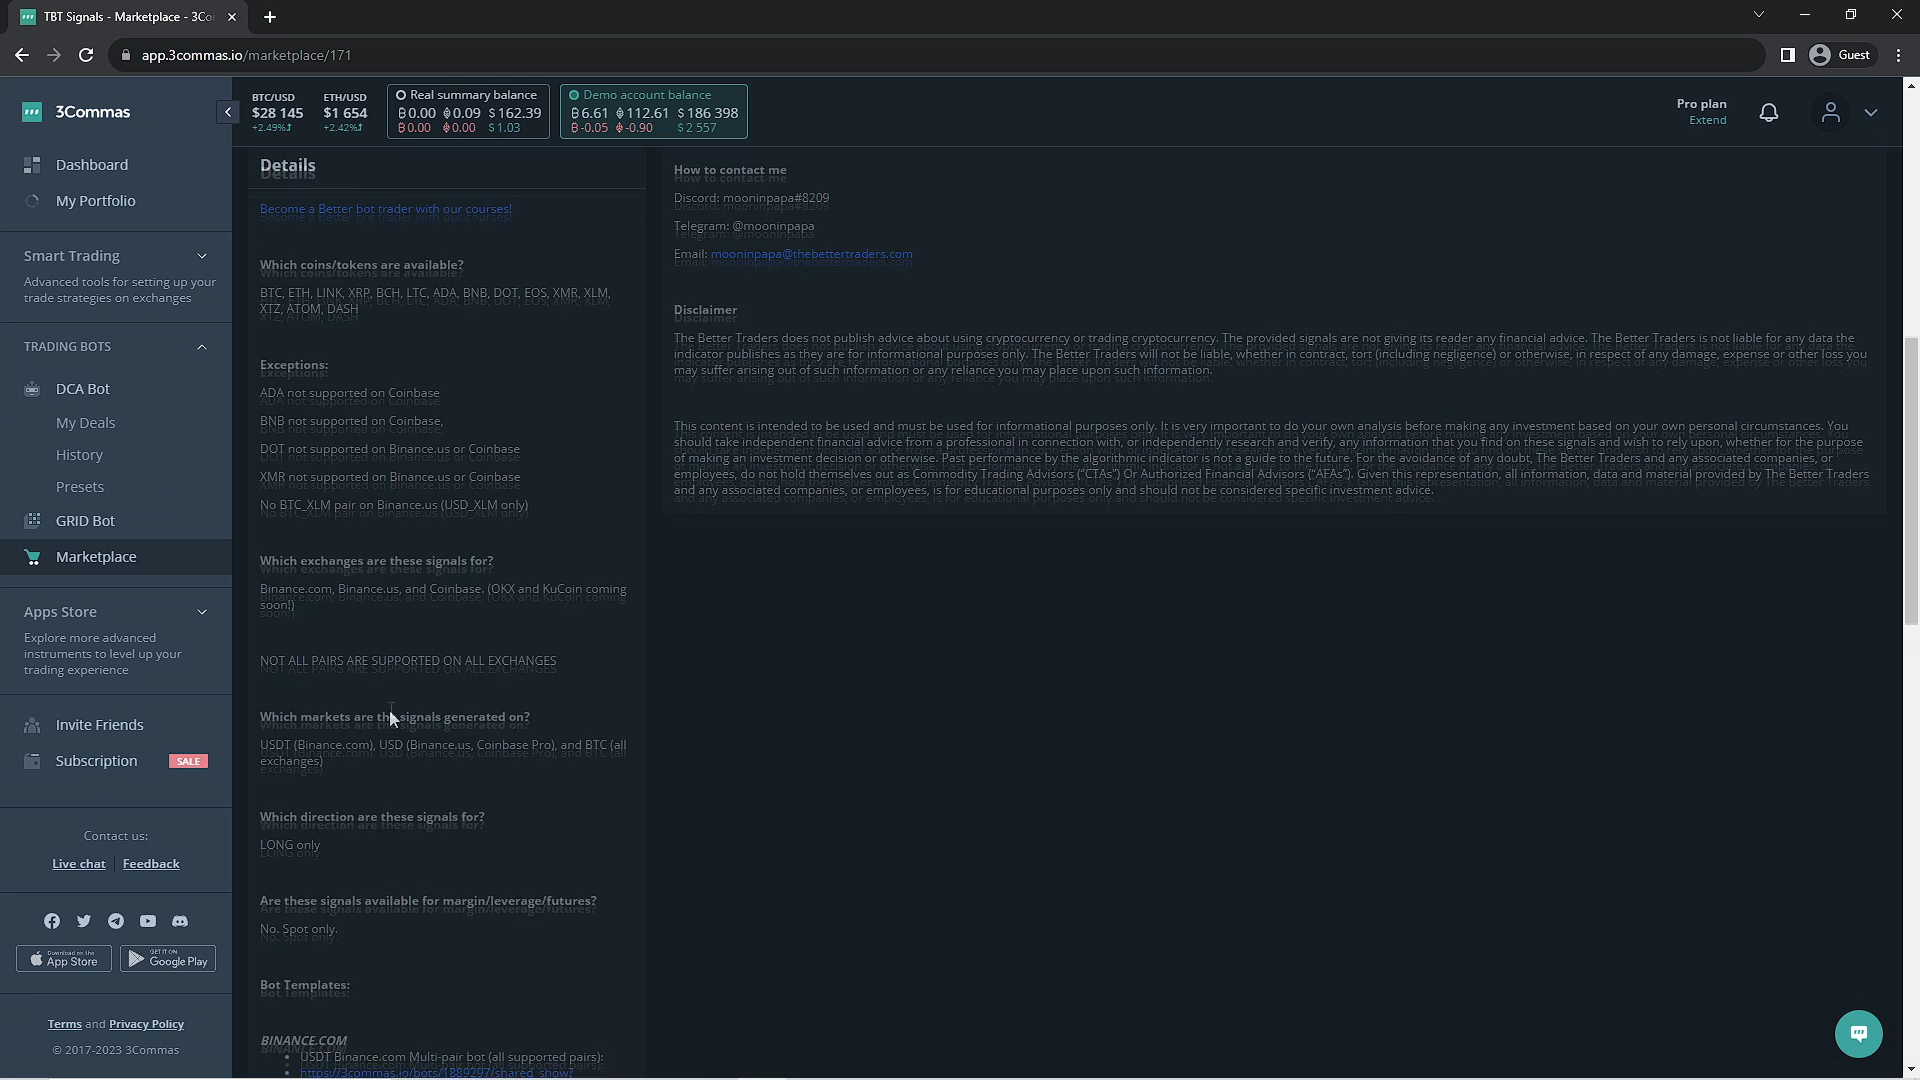 TBT Signals - Marketplace - 3Co
app.3commas.io/marketplace/171
Guest
3Commas
BTC/USD
$28 145
+2.49%
ETH/USD
$1 654
+2.42%
Real summary balance
0.00 0.09 $162.39
0.00 0.00 $1.03
Demo account balance
6.61 112.61 $186 398
-0.05 -0.90 $2 557
Pro plan
Extend
Dashboard
My Portfolio
Smart Trading
Advanced tools for setting up your
trade strategies on exchanges
TRADING BOTS
DCA Bot
My Deals
History
Presets
GRID Bot
Marketplace
Apps Store
Explore more advanced
instruments to level up your
trading experience
Invite Friends
Subscription SALE
Contact us:
Live chat Feedback
Download on the
App Store
GET IT ON
Google Play
Terms and Privacy Policy
© 2017-2023 3Commas
Details
Become a Better bot trader with our courses!
Which coins/tokens are available?
BTC, ETH, LINK, XRP, BCH, LTC, ADA, BNB, DOT, EOS, XMR, XLM,
XTZ, ATOM, DASH
Exceptions:
ADA not supported on Coinbase
BNB not supported on Coinbase,
DOT not supported on Binance.us or Coinbase
XMR not supported on Binance.us or Coinbase
No BTC_XLM pair on Binance.us (USD_XLM only)
Which exchanges are these signals for?
Binance.com, Binance.us, and Coinbase. (OKX and KuCoin coming
soon!)
NOT ALL PAIRS ARE SUPPORTED ON ALL EXCHANGES
Which markets are the signals generated on?
USDT (Binance.com), USD (Binance.us, Coinbase Pro), and BTC (all
exchanges)
Which direction are these signals for?
LONG only
Are these signals available for margin/leverage/futures?
No. Spot only.
Bot Templates:
BINANCE.COM
USDT Binance.com Multi-pair bot (all supported pairs):
https://3commas.io/bots/1889297/shared_show?
How to contact me
Discord: mooninpapa#8209
Telegram: @mooninpapa
Email: mooninpapa@thebettertraders.com
Disclaimer
The Better Traders does not publish advice about using cryptocurrency or trading cryptocurrency. The provided signals are not giving its reader any financial advice. The Better Traders is not liable for any data the
indicator publishes as they are for informational purposes only. The Better Traders will not be liable, whether in contract, tort (including negligence) or otherwise, in respect of any damage, expense or other loss you
may suffer arising out of such information or any reliance you may place upon such information.
This content is intended to be used and must be used for informational purposes only. It is very important to do your own analysis before making any investment based on your own personal circumstances. You
should take independent financial advice from a professional in connection with, or independently research and verify, any information that you find on these signals and wish to rely upon, whether for the purpose
of making an investment decision or otherwise. Past performance by the algorithmic indicator is not a guide to the future. For the avoidance of any doubt, The Better Traders and any associated companies, or
employees, do not hold themselves out as Commodity Trading Advisors (“CTAs”) Or Authorized Financial Advisors (“AFAs”). Given this representation, all information, data and material provided by The Better Traders
and any associated companies, or employees, is for educational purposes only and should not be considered specific investment advice.